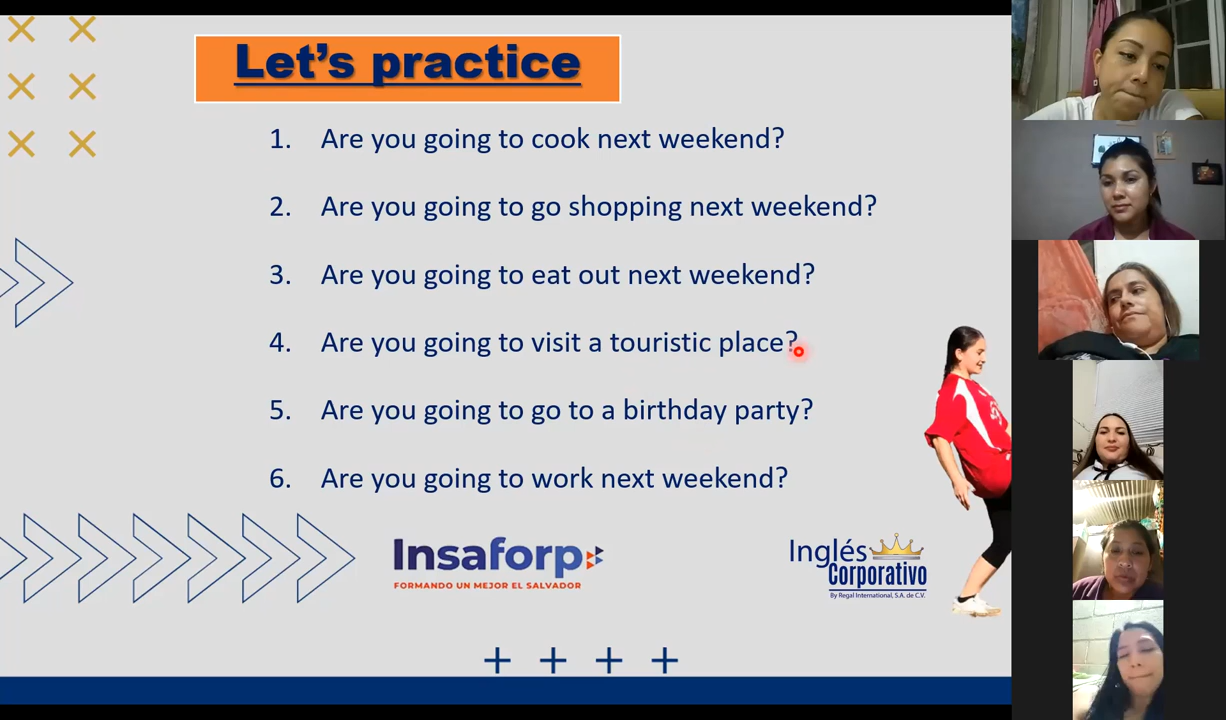 Let's practice
1. Are you going to cook next weekend?
2. Are you going to go shopping next weekend?
3. Are you going to eat out next weekend?
4. Are you going to visit a touristic place?
5. Are you going to go to a birthday party?
6. Are you going to work next weekend?
Insaforp
FORMANDO UN MEJOR EL SALVADOR
Inglés
Corporativo
By Regal International, S.A. de C.V.